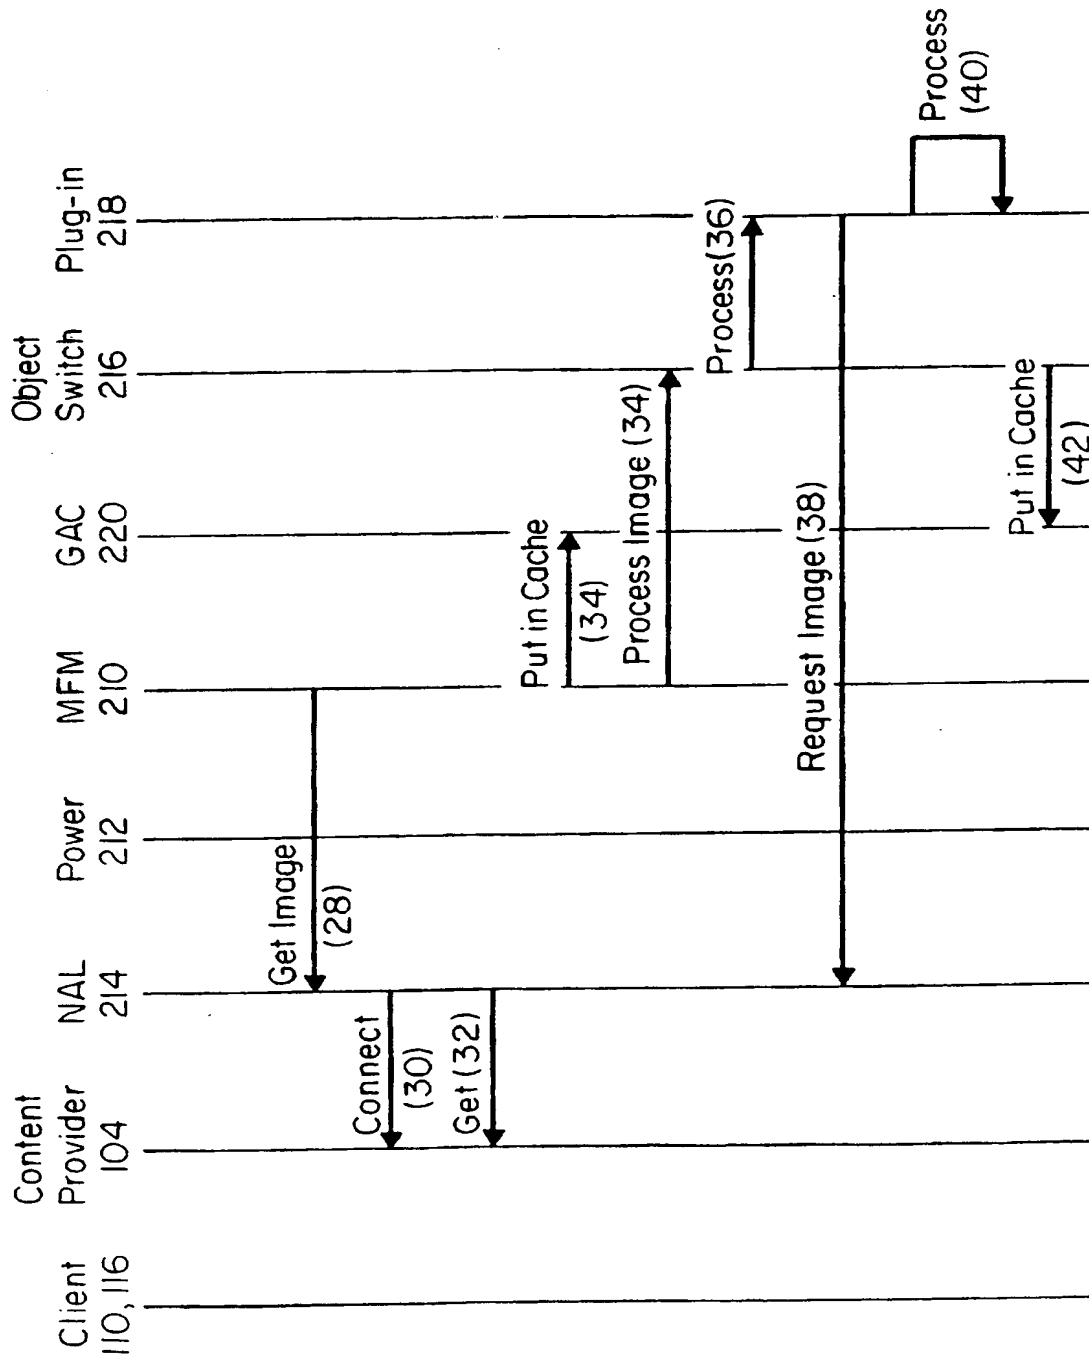 Client
110, 116
Content
Provider
104
NAL
214
Power
212
MFM
210
GAC
220
Object
Switch
216
Plug-in
218
Get Image
(28)
Connect
(30)
Get (32)
Put in Cache
(34)
Process Image (34)
Process(36)
Request Image (38)
Process
(40)
Put in Cache
(42)